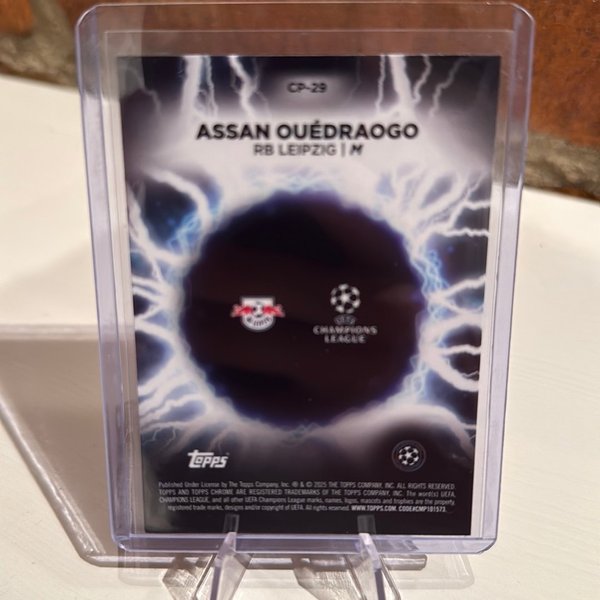 CP-29
ASSAN OUÉDRAOGO
RB LEIPZIG | M
UEFA
CHAMPIONS
LEAGUE
topps
Published Under License by The Topps Company, Inc. ® & © 2025 THE TOPPS COMPANY, INC. ALL RIGHTS RESERVED.
TOPPS AND TOPPS CHROME ARE REGISTERED TRADEMARKS OF THE TOPPS COMPANY, INC. The word(s) UEFA,
CHAMPIONS LEAGUE, and all other UEFA Champions League marks, names, logos, mascots and trophies are the property,
registered trade marks, designs and/or copyright of UEFA. All rights reserved. WWW.TOPPS.COM. CODE#CMP101573.